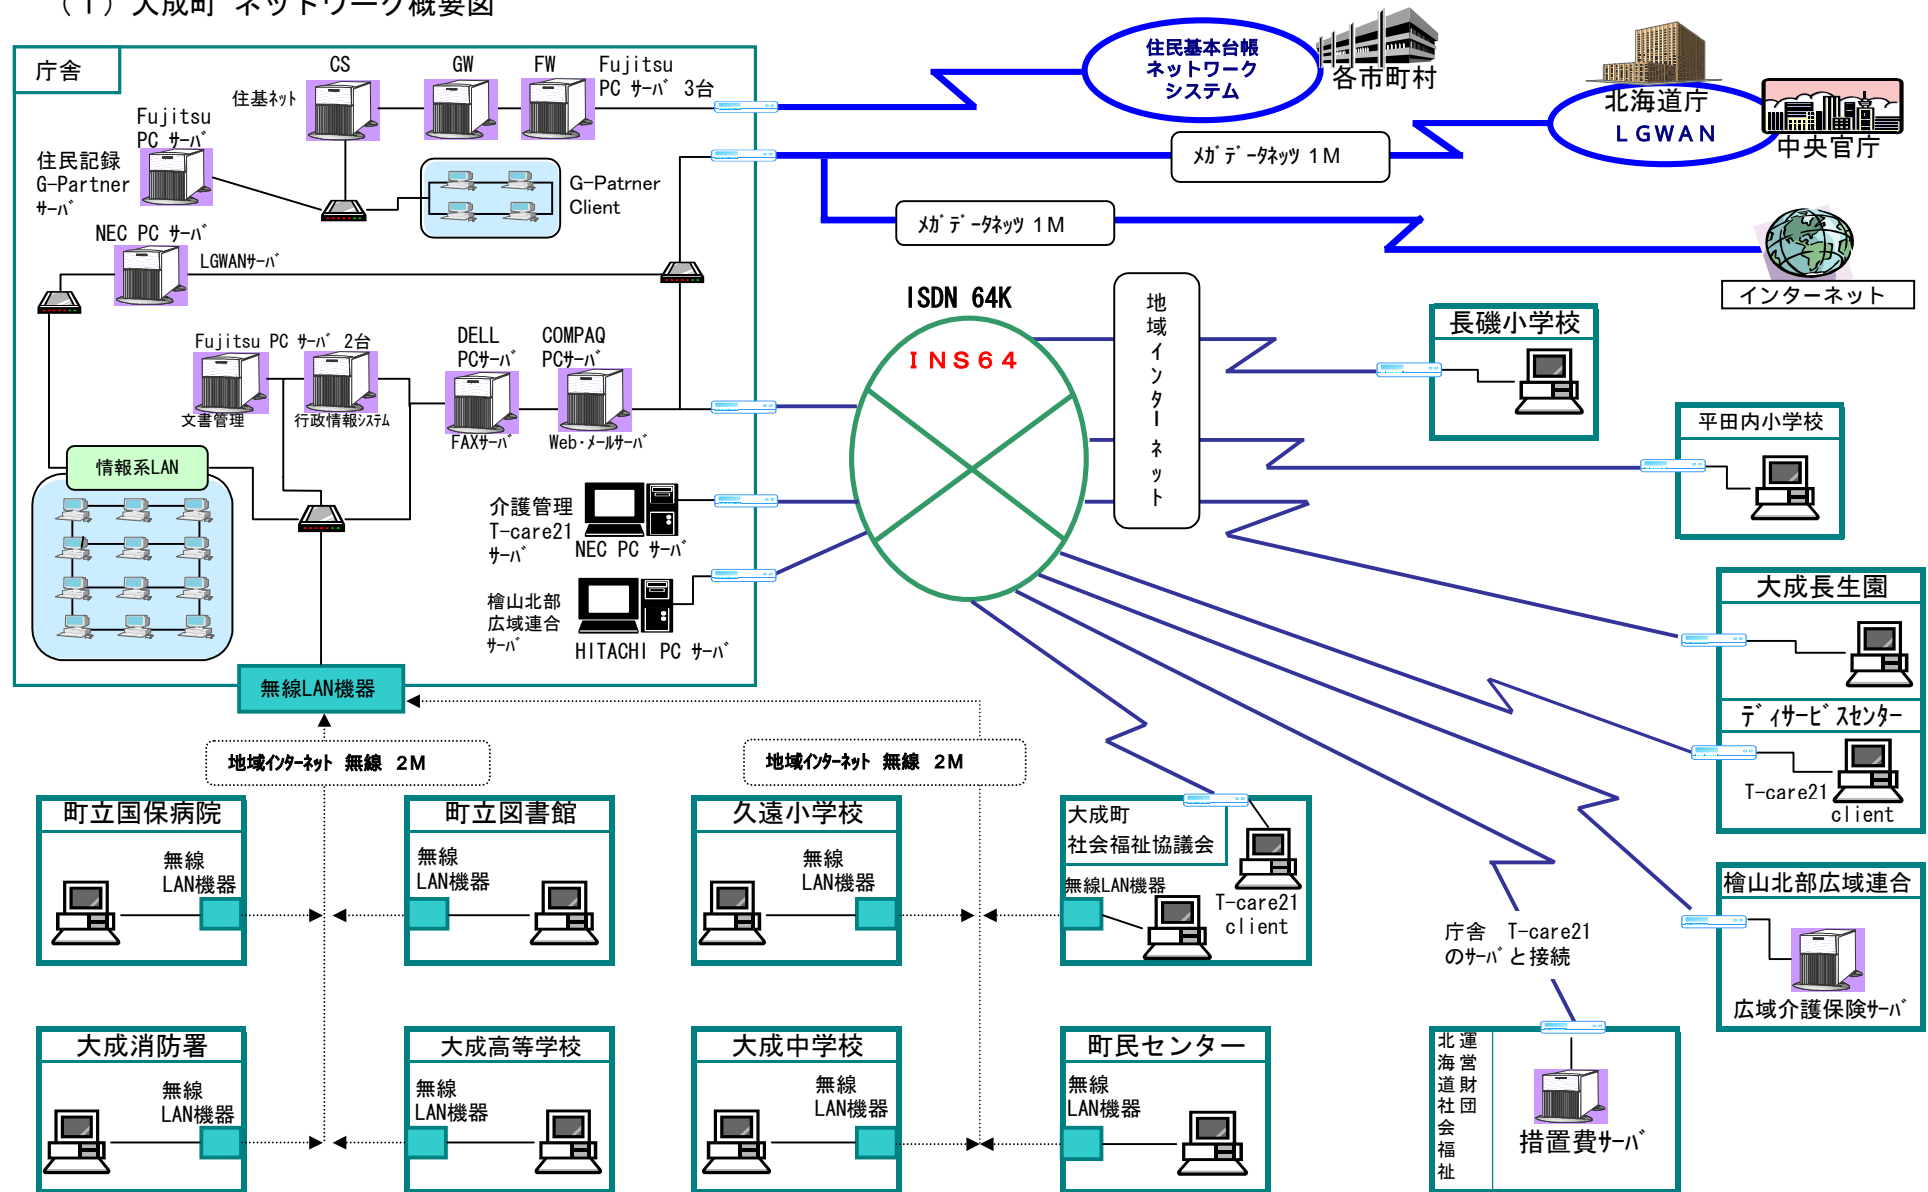 （１）大成町 ネットワーク概要図
庁舎
CS
GW
FW
Fujitsu
PC サーバ 3台
住基ネット
Fujitsu
PC サーバ
住民記録
G-Partner
サーバ
G-Patrner
Client
NEC PC サーバ
LGWANサーバ
Fujitsu PC サーバ 2台
文書管理
行政情報システム
DELL
PCサーバ
FAXサーバ
COMPAQ
PCサーバ
Web・メールサーバ
情報系LAN
介護管理
T-care21
サーバ
NEC PC サーバ
檜山北部
広域連合
サーバ
HITACHI PC サーバ
無線LAN機器
住民基本台帳
ネットワーク
システム
各市町村
北海道庁
ＬＧＷＡＮ
中央官庁
メガデータネッツ 1M
メガデータネッツ 1M
インターネット
ISDN 64K
ＩＮＳ６４
地域インターネット
長磯小学校
平田内小学校
大成長生園
ディサービスセンター
T-care21
client
檜山北部広域連合
広域介護保険サーバ
庁舎　T-care21
のサーバと接続
北海道社会福祉
運営財団
措置費サーバ
地域インターネット 無線 2M
地域インターネット 無線 2M
町立国保病院
無線
LAN機器
町立図書館
無線
LAN機器
久遠小学校
無線
LAN機器
大成町
社会福祉協議会
無線LAN機器
T-care21
client
大成消防署
無線
LAN機器
大成高等学校
無線
LAN機器
大成中学校
無線
LAN機器
町民センター
無線
LAN機器